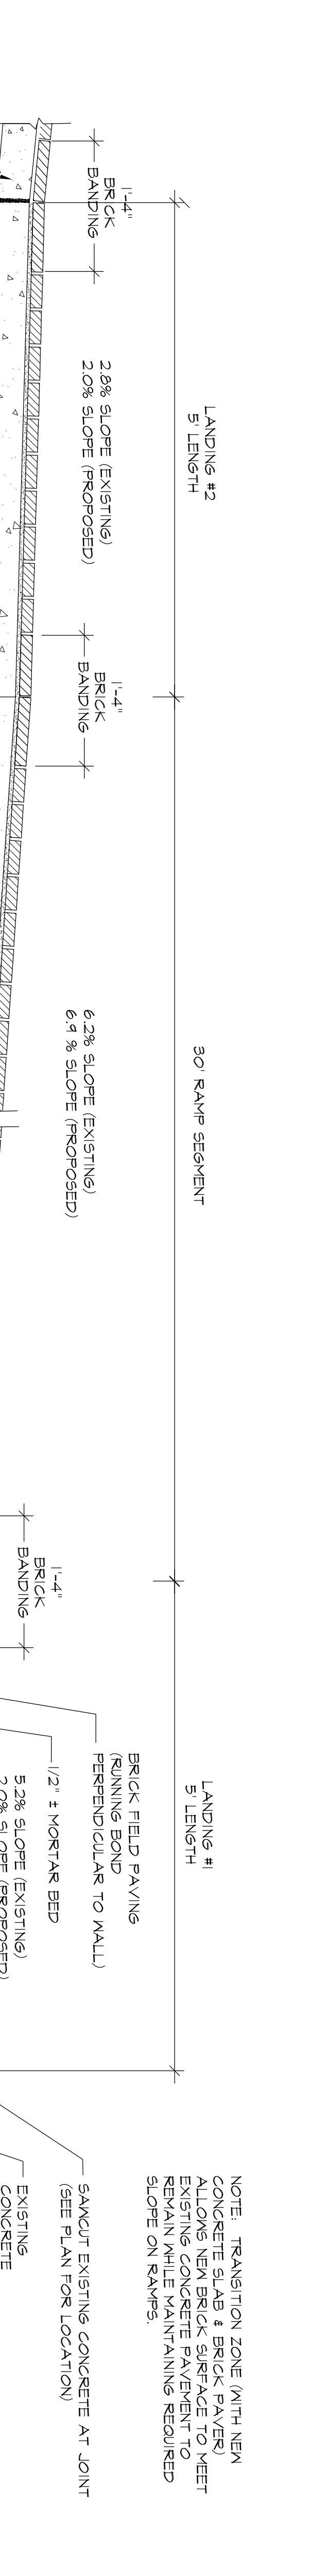 1'-4"
BRICK
BANDING
LANDING #2
5' LENGTH
2.8% SLOPE (EXISTING)
2.0% SLOPE (PROPOSED)
1'-4"
BRICK
BANDING
30' RAMP SEGMENT
6.2% SLOPE (EXISTING)
6.9 % SLOPE (PROPOSED)
1'-4"
BRICK
BANDING
LANDING #1
5' LENGTH
BRICK FIELD PAVING
(RUNNING BOND
PERPENDICULAR TO WALL)
1/2" ± MORTAR BED
5.2% SLOPE (EXISTING)
2.0% SLOPE (PROPOSED)
NOTE: TRANSITION ZONE (WITH NEW
CONCRETE SLAB & BRICK PAVER)
ALLOWS NEW BRICK SURFACE TO MEET
EXISTING CONCRETE PAVEMENT TO
REMAIN WHILE MAINTAINING REQUIRED
SLOPE ON RAMPS.
SAWCUT EXISTING CONCRETE AT JOINT
(SEE PLAN FOR LOCATION)
EXISTING
CONCRETE